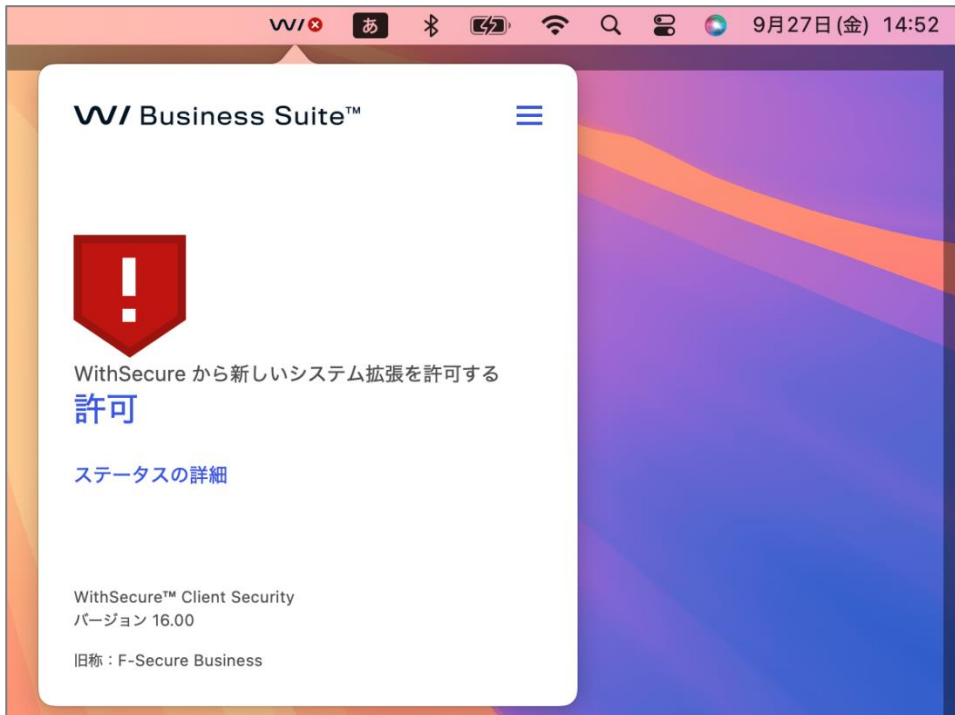 W/ あ 9月27日(金) 14:52
W/ Business Suite™
!
WithSecure から新しいシステム拡張を許可する
許可
ステータスの詳細
WithSecure™ Client Security
バージョン 16.00
旧称：F-Secure Business